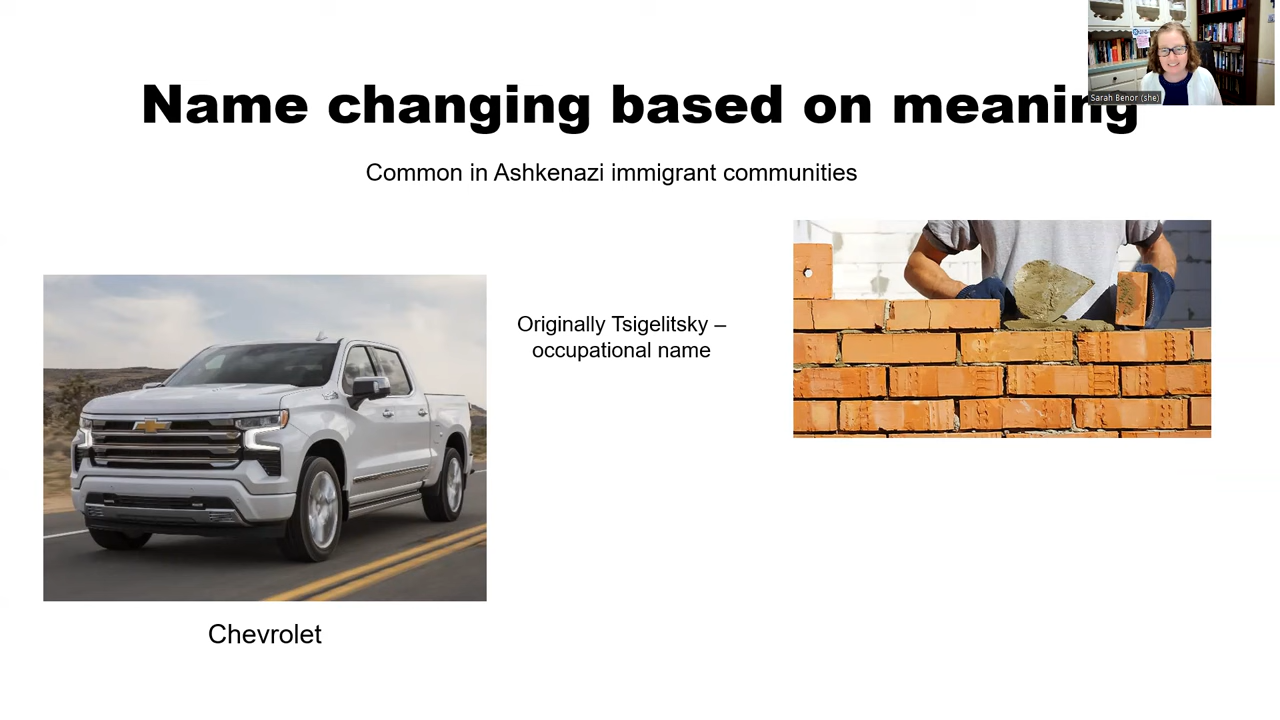 Name changing based on meaning
Sarah Benor (she)
Common in Ashkenazi immigrant communities
Originally Tsigelitsky –
occupational name
Chevrolet